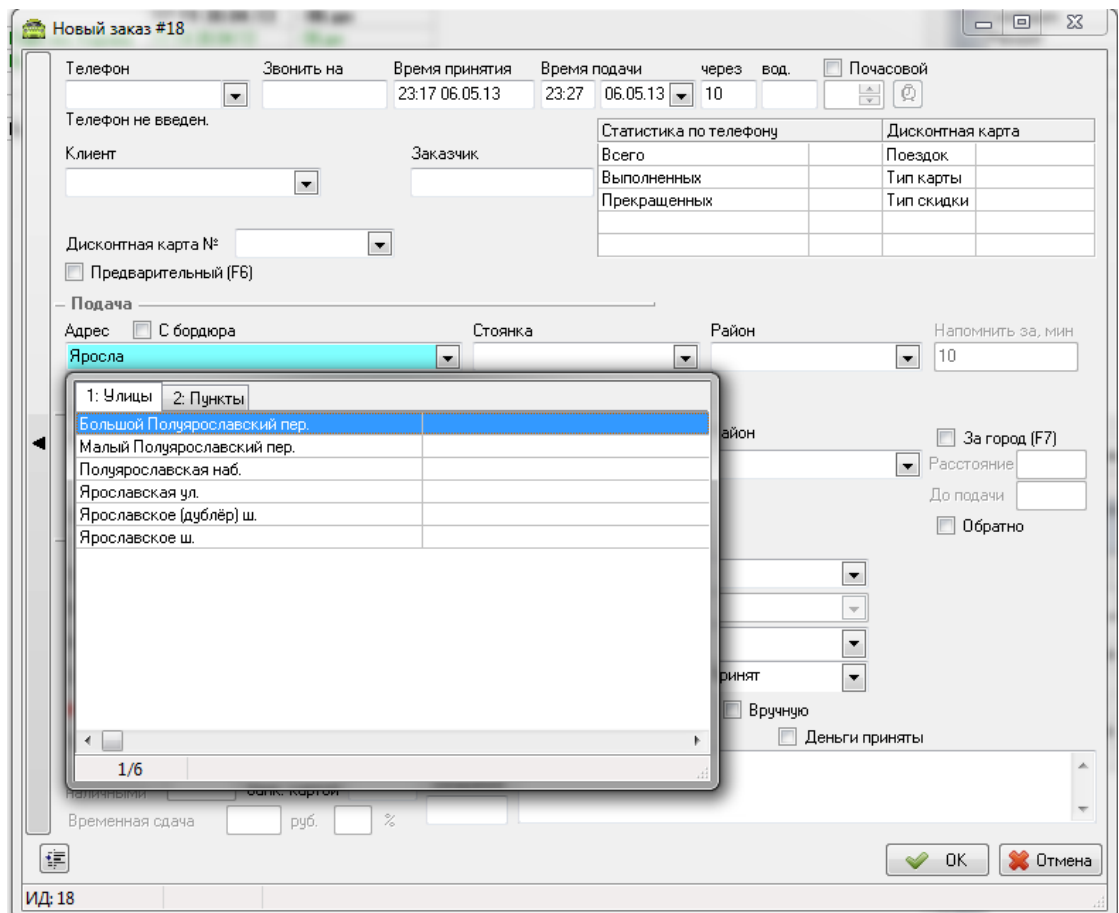 Новый заказ #18
Телефон Звонить на Время принятия Время подачи через вод. Почасовой
23:17 06.05.13 23:27 06.05.13 10
Телефон не введен.
Статистика по телефону Дисконтная карта
Клиент Заказчик Всего Поездок
Выполненных Тип карты
Прекращенных Тип скидки
Дисконтная карта №
Предварительный (F6)
Подача
Адрес С бордюра Стоянка Район Напомнить за, мин
Яросла 10
1: Улицы 2: Пункты
Большой Полуярославский пер.
Малый Полуярославский пер. айон За город (F7)
Полуярославская наб. Расстояние
Ярославская ул. До подачи
Ярославское (дублёр) ш. Обратно
Ярославское ш.
ринят
Вручную
Деньги приняты
1/6
наличными банк. картой
Временная сдача руб. %
OK Отмена
ИД: 18